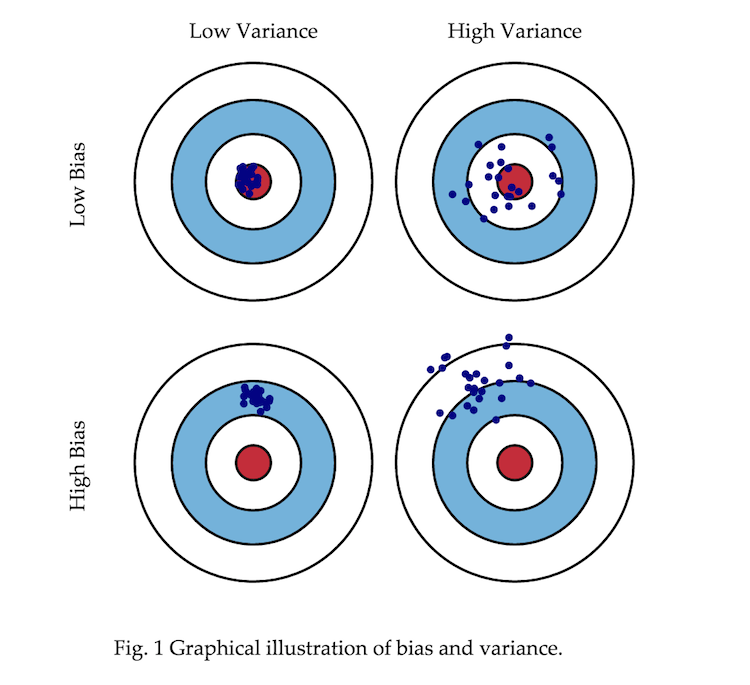 Low Variance
High Variance
Low Bias
High Bias
Fig. 1 Graphical illustration of bias and variance.